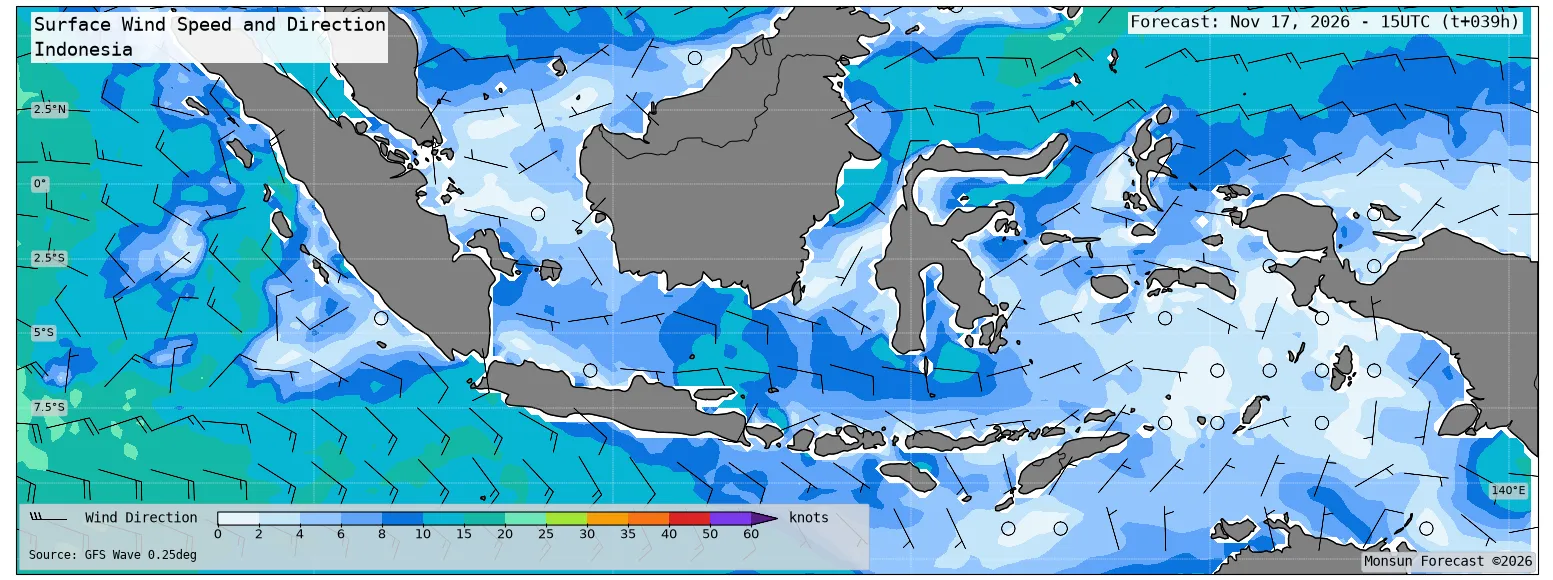 Surface Wind Speed and Direction
Indonesia
Forecast: Nov 17, 2026 - 15UTC (t+039h)
2.5°N
0°
2.5°S
5°S
7.5°S
140°E
Wind Direction
0 2 4 6 8 10 15 20 25 30 35 40 50 60
knots
Source: GFS Wave 0.25deg
Monsun Forecast ©2026